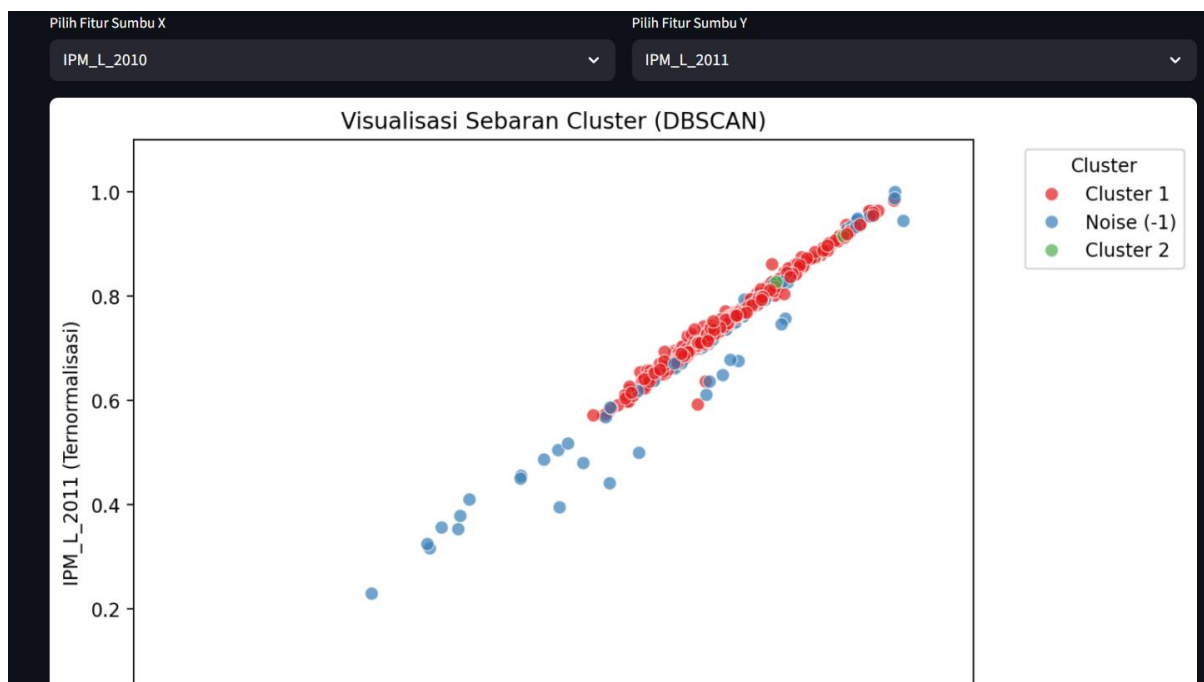 Pilih Fitur Sumbu X
Pilih Fitur Sumbu Y
IPM_L_2010
IPM_L_2011
Visualisasi Sebaran Cluster (DBSCAN)
Cluster
Cluster 1
Noise (-1)
Cluster 2
1.0
0.8
0.6
0.4
0.2
IPM_L_2011 (Ternormalisasi)